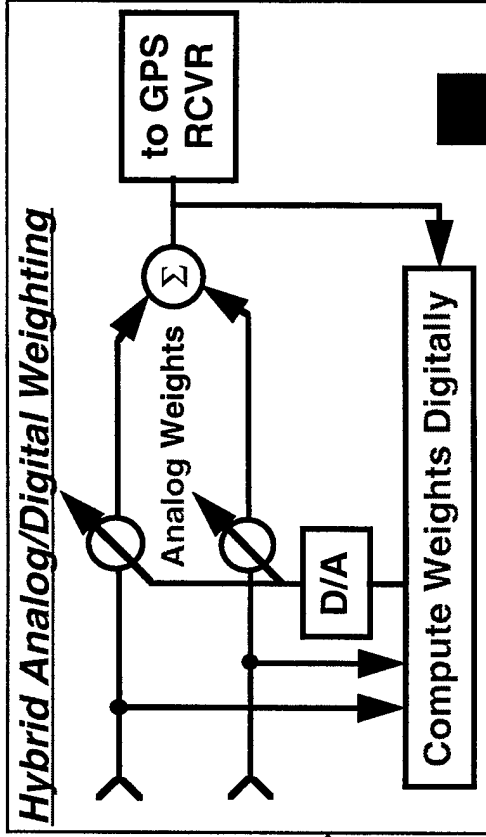 Hybrid Analog/Digital Weighting
to GPS
RCVR
Σ
Analog Weights
D/A
Compute Weights Digitally